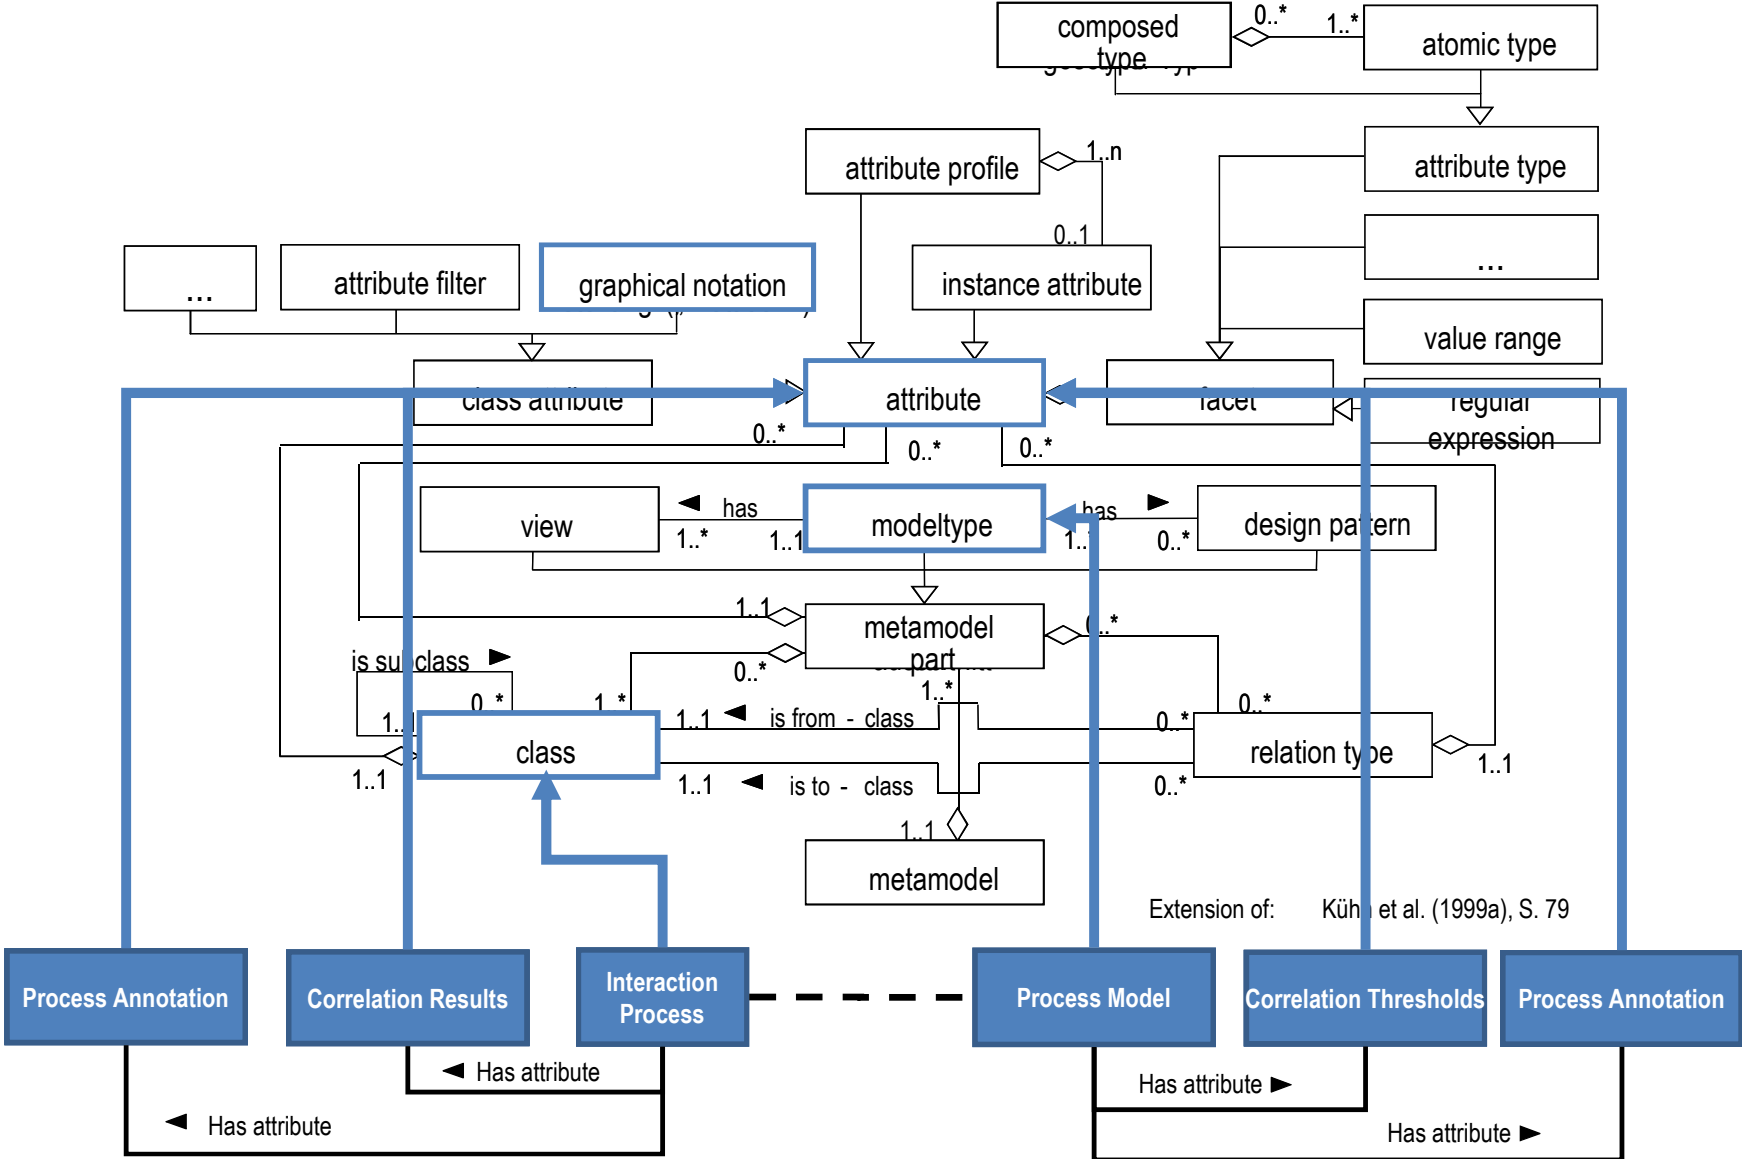 composed
type
0..*
1..*
atomic type
attribute profile
1..n
attribute type
0..1
...
attribute filter
graphical notation
instance attribute
...
value range
class attribute
attribute
facet
regular
expression
0..*
0..*
0..*
view
has
1..*
1..1
modeltype
has
1..
0..*
design pattern
1..1
metamodel
part
0..*
0..*
is subclass
0..*
1..*
1..*
0..*
1..1
1..1
is from - class
0..*
class
relation type
1..1
1..1
is to - class
0..*
1..1
1..1
metamodel
Extension of: Kühn et al. (1999a), S. 79
Process Annotation
Correlation Results
Interaction
Process
Process Model
Correlation Thresholds
Process Annotation
Has attribute
Has attribute
Has attribute
Has attribute